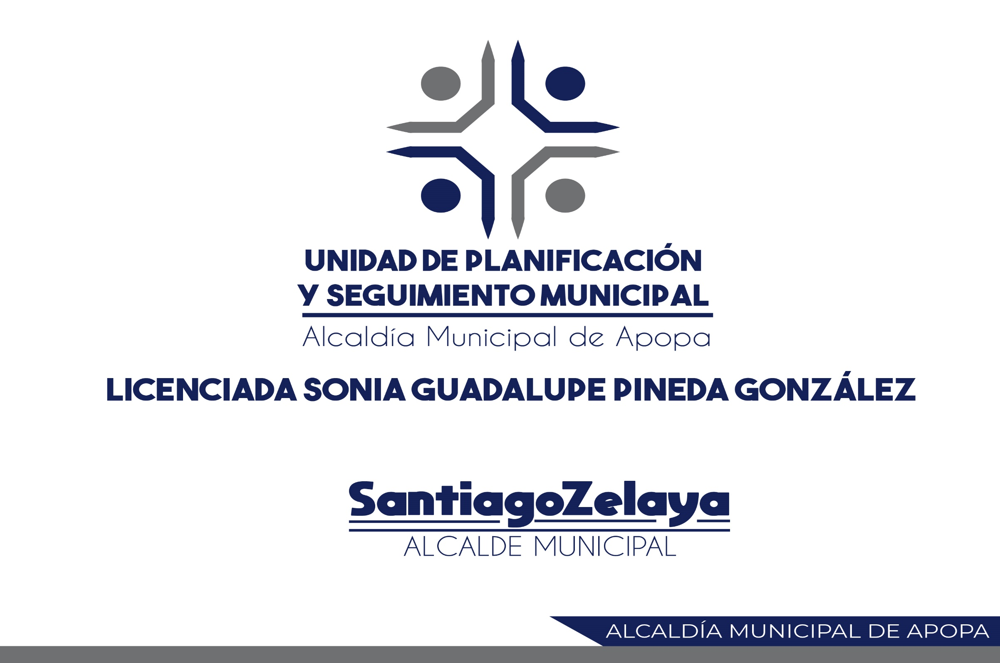 UNIDAD DE PLANIFICACIÓN
Y SEGUIMIENTO MUNICIPAL
Alcaldía Municipal de Apopa
LICENCIADA SONIA GUADALUPE PINEDA GONZÁLEZ
SantiagoZelaya
ALCALDE MUNICIPAL
ALCALDÍA MUNICIPAL DE APOPA